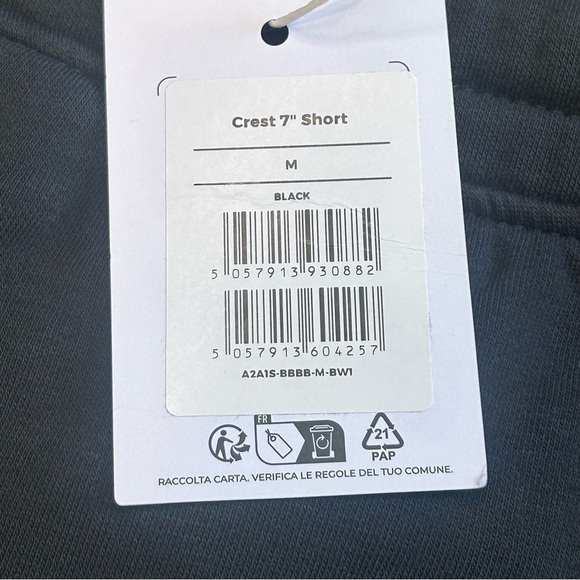 Crest 7" Short
M
BLACK
5 057913 930882
5 057913 604257
A2A1S-BBBB-M-BW1
FR
21
PAP
RACCOLTA CARTA. VERIFICA LE REGOLE DEL TUO COMUNE.